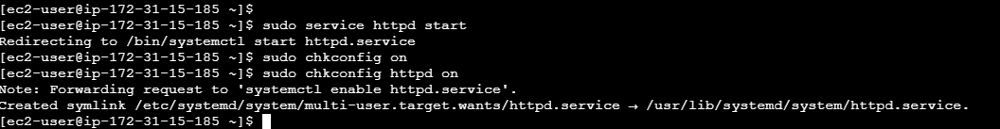 [ec2-user@ip-172-31-15-185 ~]$
[ec2-user@ip-172-31-15-185 ~]$ sudo service httpd start
Redirecting to /bin/systemctl start httpd.service
[ec2-user@ip-172-31-15-185 ~]$ sudo chkconfig on
[ec2-user@ip-172-31-15-185 ~]$ sudo chkconfig httpd on
Note: Forwarding request to 'systemctl enable httpd.service'.
Created symlink /etc/systemd/system/multi-user.target.wants/httpd.service → /usr/lib/systemd/system/httpd.service.
[ec2-user@ip-172-31-15-185 ~]$